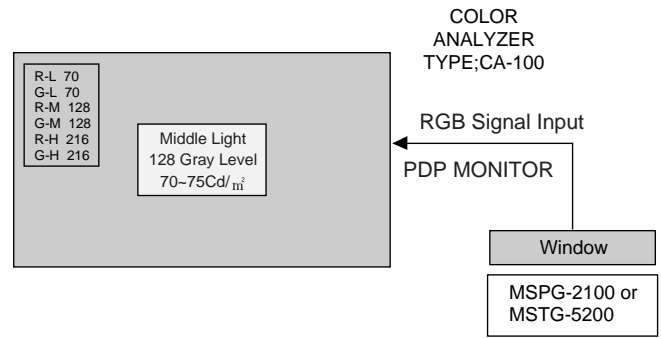 COLOR
ANALYZER
TYPE;CA-100
R-L 70
G-L 70
R-M 128
G-M 128
R-H 216
G-H 216
Middle Light
128 Gray Level
70~75Cd/㎡
RGB Signal Input
PDP MONITOR
Window
MSPG-2100 or
MSTG-5200